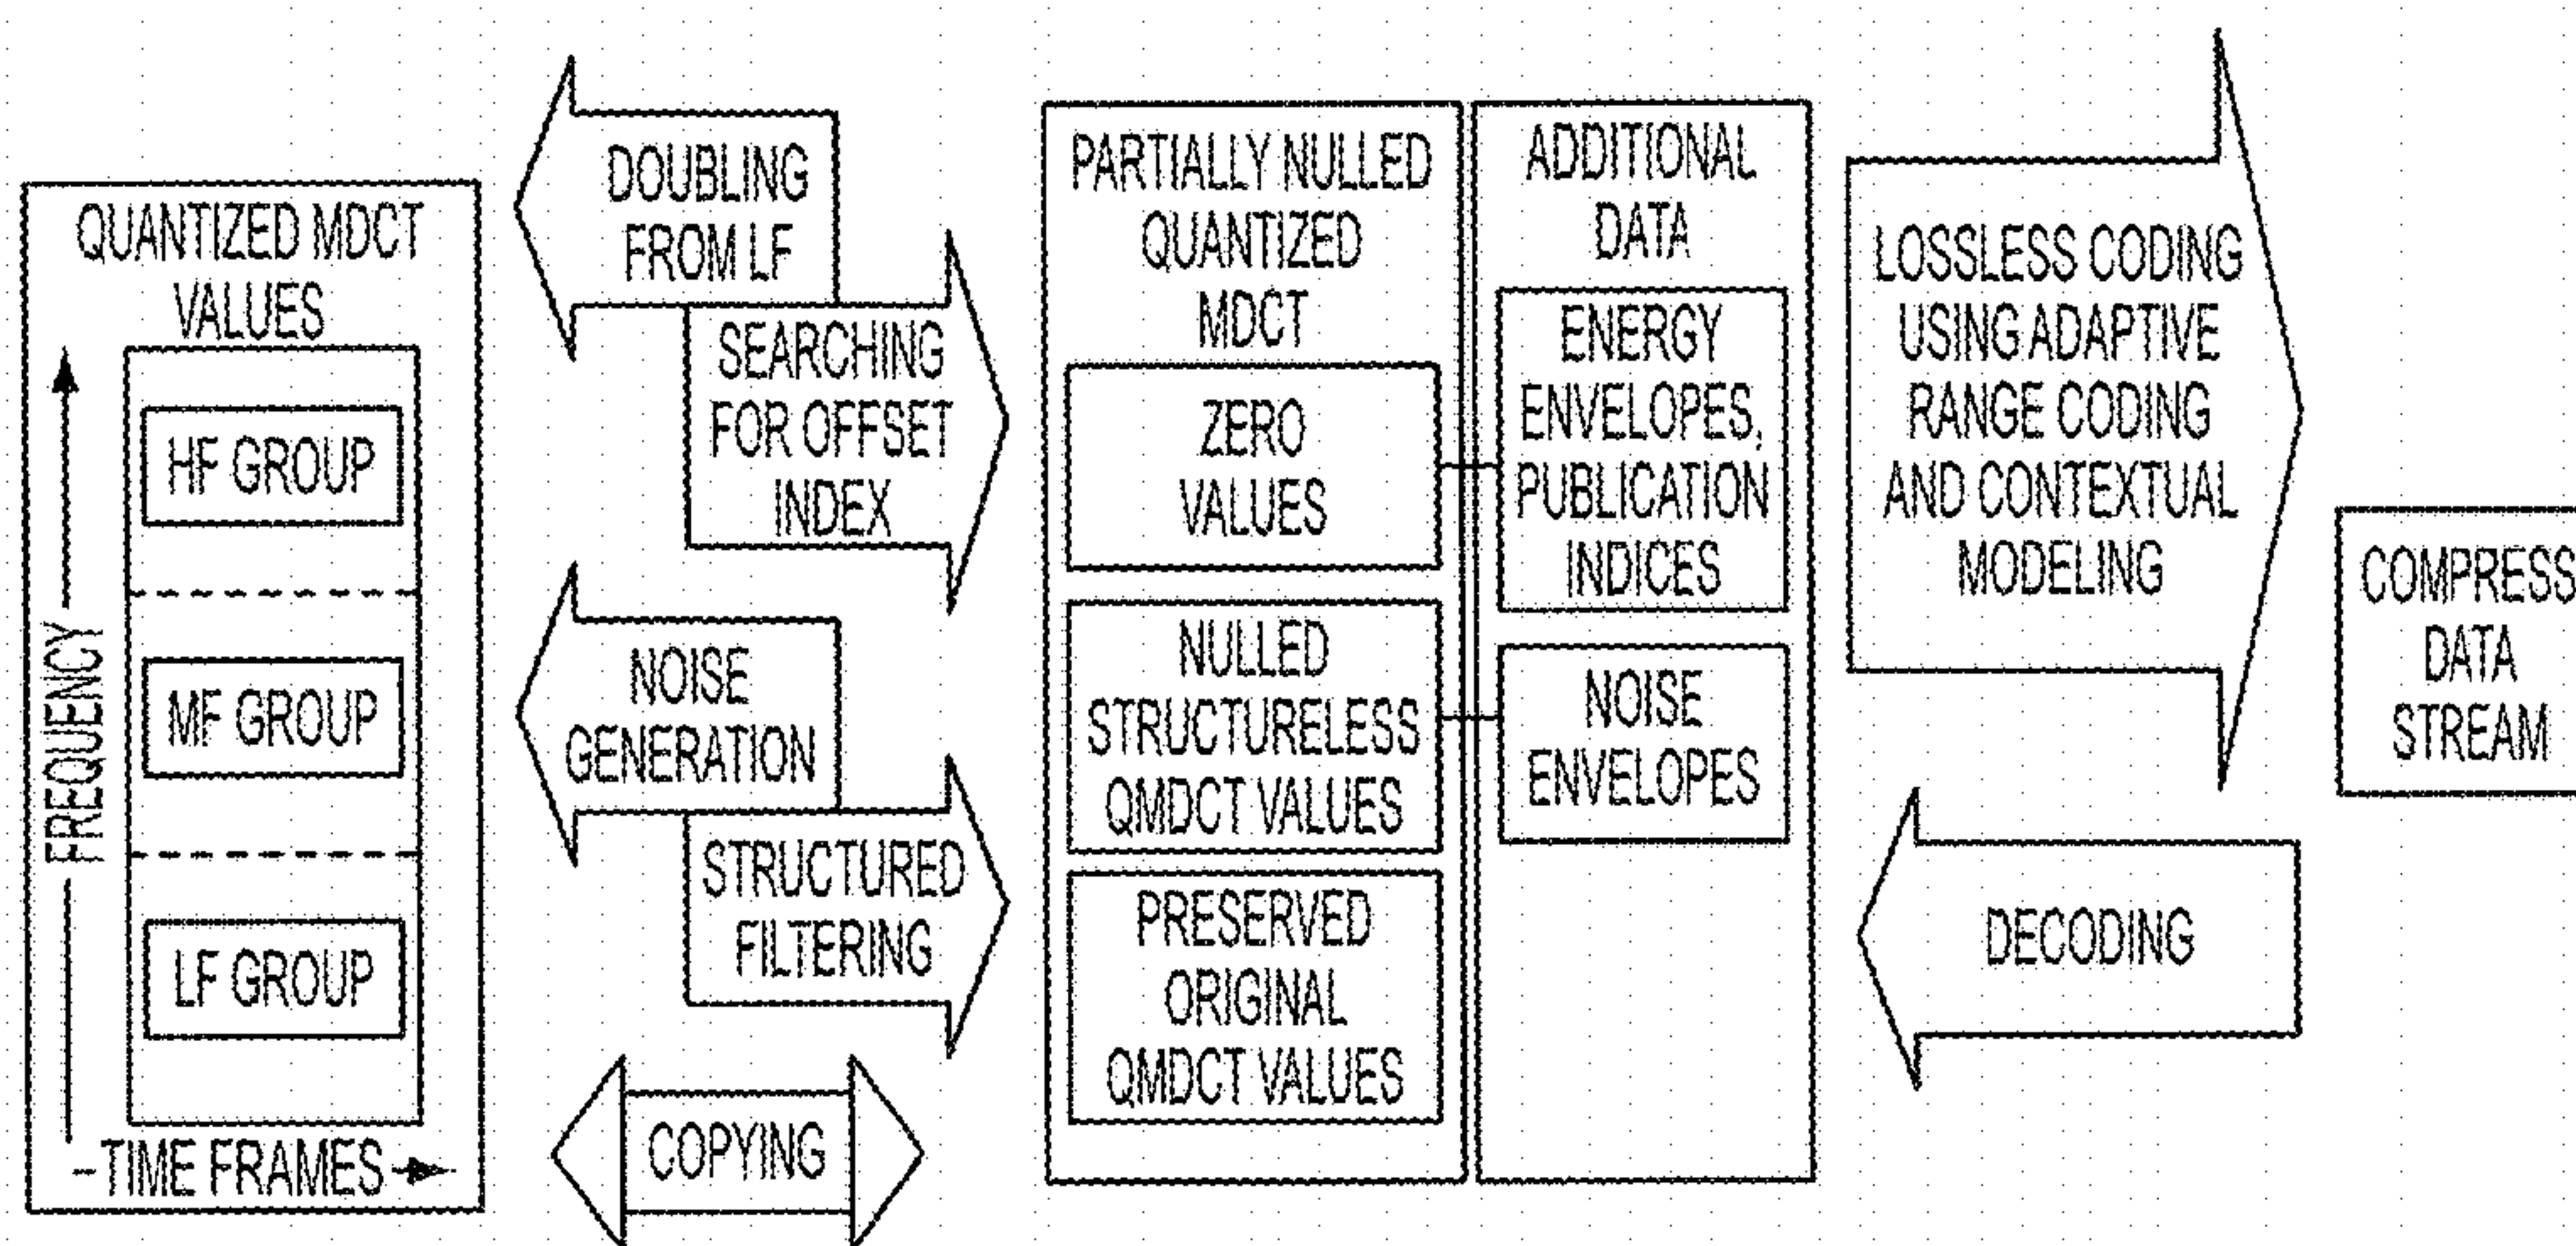 QUANTIZED MDCT
VALUES
HF GROUP
MF GROUP
LF GROUP
FREQUENCY
TIME FRAMES
DOUBLING
FROM LF
SEARCHING
FOR OFFSET
INDEX
NOISE
GENERATION
STRUCTURED
FILTERING
COPYING
PARTIALLY NULLED
QUANTIZED
MDCT
ZERO
VALUES
NULLED
STRUCTURELESS
QMDCT VALUES
PRESERVED
ORIGINAL
QMDCT VALUES
ADDITIONAL
DATA
ENERGY
ENVELOPES,
PUBLICATION
INDICES
NOISE
ENVELOPES
LOSSLESS CODING
USING ADAPTIVE
RANGE CODING
AND CONTEXTUAL
MODELING
DECODING
COMPRESS
DATA
STREAM